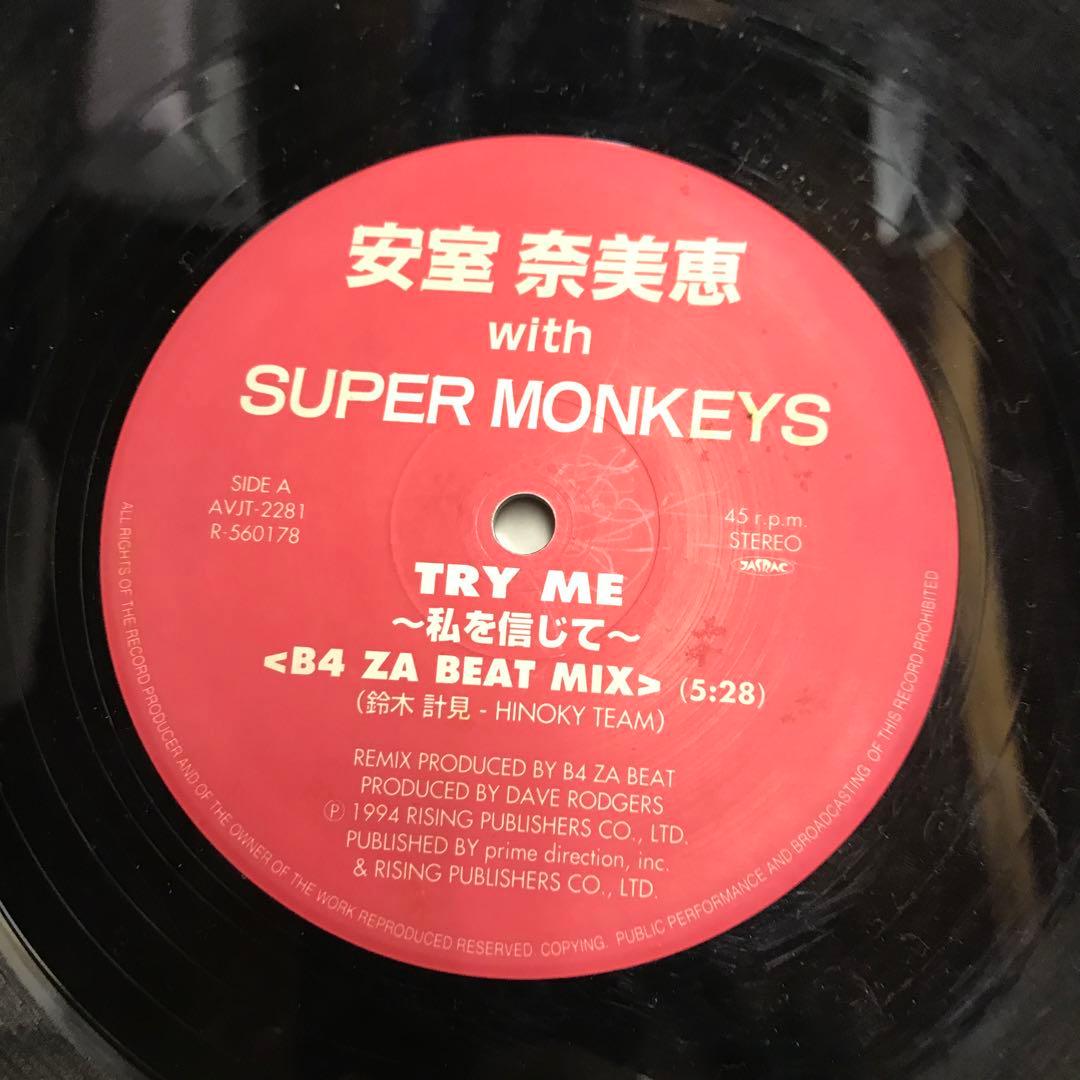 安室 奈美恵
with
SUPER MONKEYS
SIDE A
AVJT-2281
R-560178
45 r.p.m.
STEREO
JASRAC
TRY ME
〜私を信じて〜
<B4 ZA BEAT MIX> (5:28)
(鈴木 計見 - HINOKY TEAM)
REMIX PRODUCED BY B4 ZA BEAT
PRODUCED BY DAVE RODGERS
Ⓟ 1994 RISING PUBLISHERS CO., LTD.
PUBLISHED BY prime direction, inc.
& RISING PUBLISHERS CO., LTD.
ALL RIGHTS OF THE RECORD PRODUCER AND OF THE OWNER OF THE WORK REPRODUCED RESERVED. COPYING. PUBLIC PERFORMANCE AND BROADCASTING OF THIS RECORD PROHIBITED